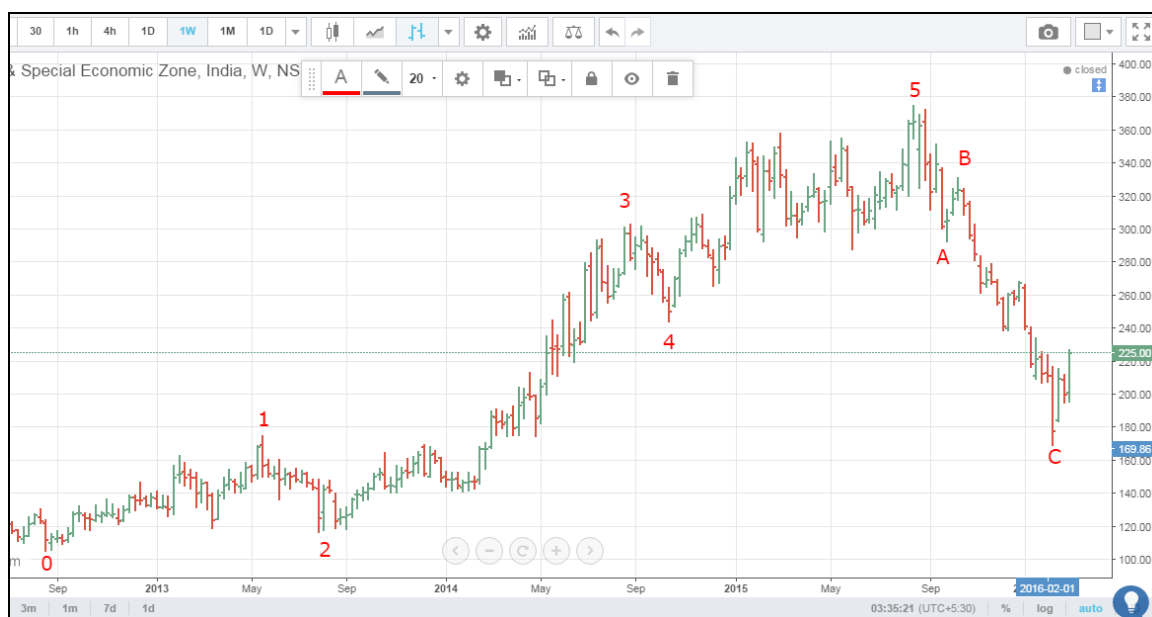 30 1h 4h 1D 1W 1M 1D
& Special Economic Zone, India, W, NS
A 20
closed
400.00
380.00
360.00
340.00
320.00
300.00
280.00
260.00
240.00
225.00
220.00
200.00
180.00
169.86
160.00
140.00
120.00
100.00
5
B
3
A
4
1
C
2
0
m
Sep 2013 May Sep 2014 May Sep 2015 May Sep 2016-02-01
3m 1m 7d 1d 03:35:21 (UTC+5:30) % log auto